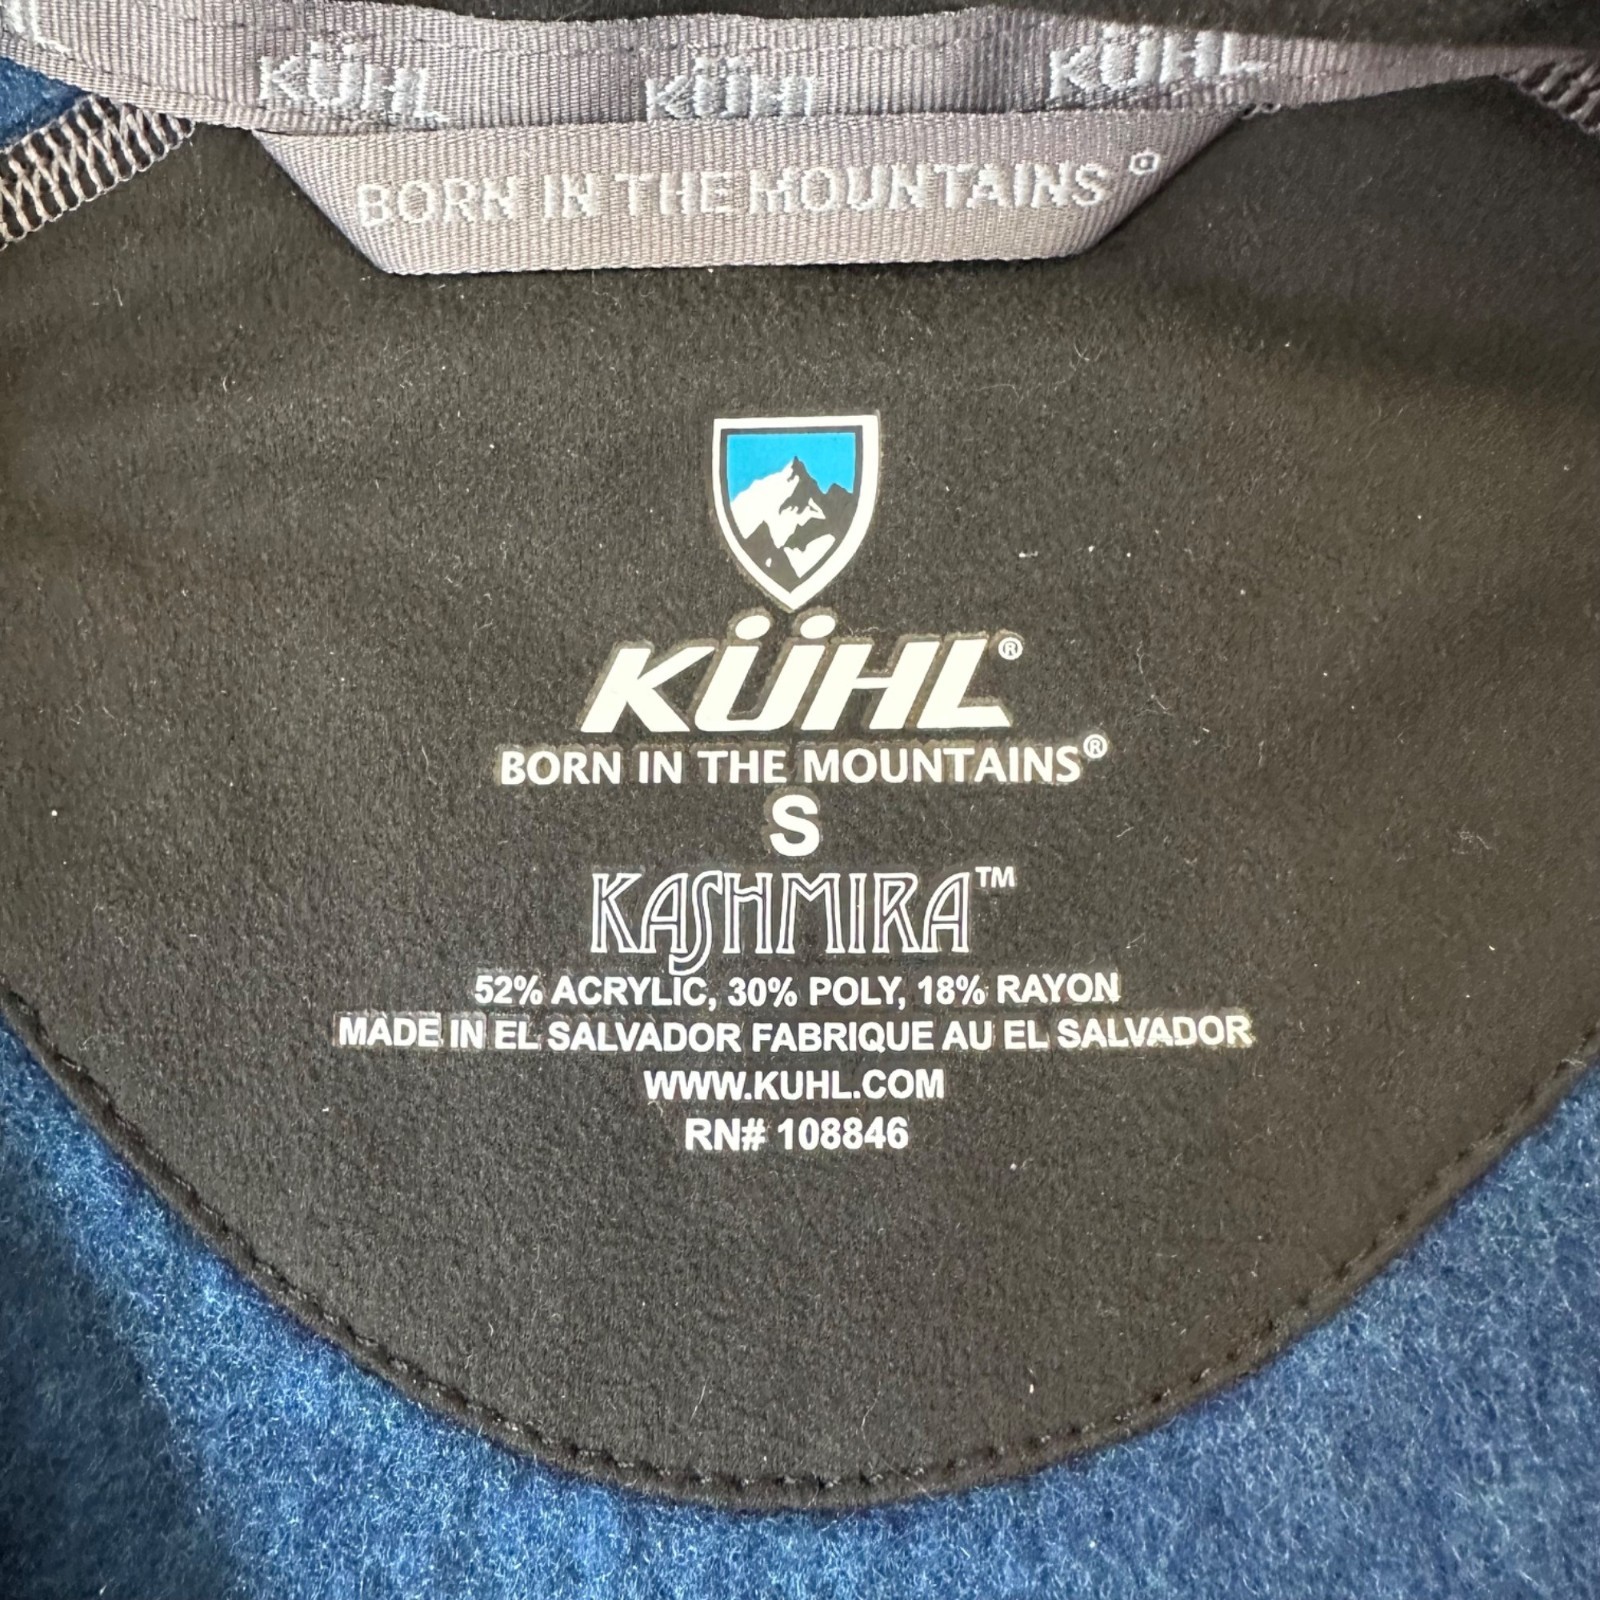 KÜHL KÜHL KÜHL
BORN IN THE MOUNTAINS®
KÜHL®
BORN IN THE MOUNTAINS®
S
KASHMIRA™
52% ACRYLIC, 30% POLY, 18% RAYON
MADE IN EL SALVADOR FABRIQUE AU EL SALVADOR
WWW.KUHL.COM
RN# 108846